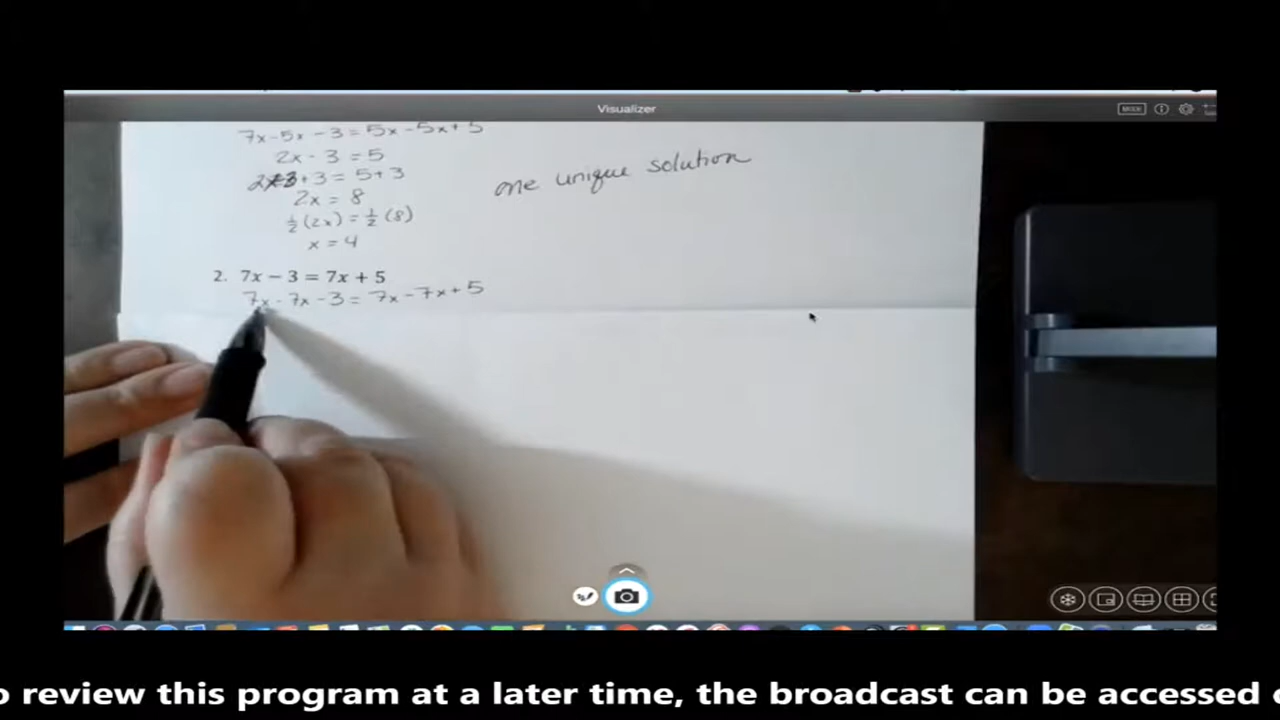 Visualizer
MODE
7x-5x-3=5x-5x+5
2x-3=5
+3=5+3
2x=8
½(2x)=½(8)
x=4
one unique solution
2. 7x − 3 = 7x + 5
7x-7x-3=7x-7x+5
o review this program at a later time, the broadcast can be accessed